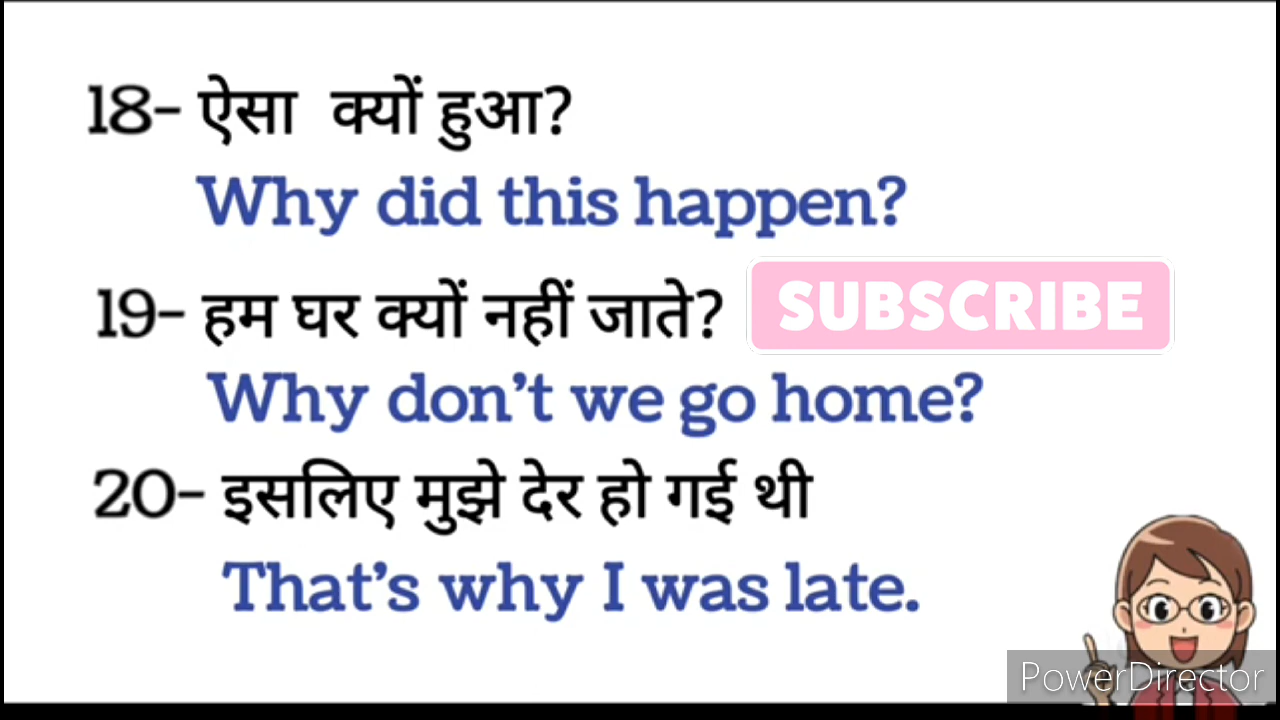 18- ऐसा क्यों हुआ?
Why did this happen?
19- हम घर क्यों नहीं जाते?
SUBSCRIBE
Why don't we go home?
20- इसलिए मुझे देर हो गई थी
That's why I was late.
PowerDirector